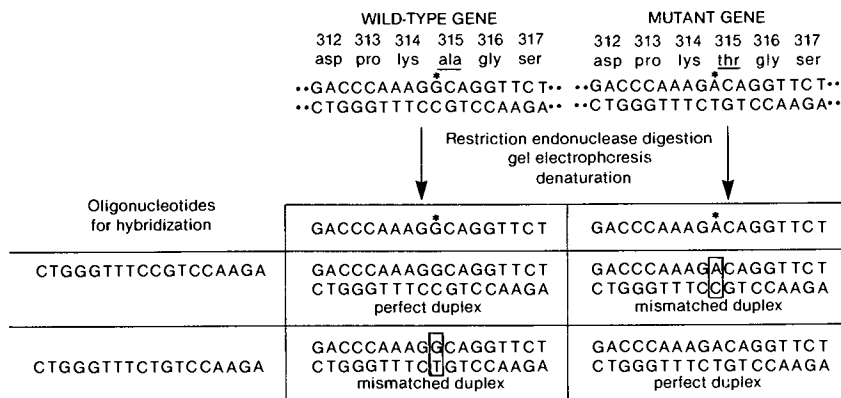 WILD-TYPE GENE
MUTANT GENE
312 313 314 315 316 317
312 313 314 315 316 317
asp pro lys ala gly ser
asp pro lys thr gly ser
*
*
··GACCCAAAGGCAGGTTCT··
··GACCCAAAGACAGGTTCT··
··CTGGGTTTCCGTCCAAGA··
··CTGGGTTTCTGTCCAAGA··
Restriction endonuclease digestion
gel electrophoresis
denaturation
Oligonucleotides
for hybridization
*
*
GACCCAAAGGCAGGTTCT
GACCCAAAGACAGGTTCT
CTGGGTTTCCGTCCAAGA
GACCCAAAGGCAGGTTCT
CTGGGTTTCCGTCCAAGA
perfect duplex
GACCCAAAGACAGGTTCT
CTGGGTTTCCGTCCAAGA
mismatched duplex
CTGGGTTTCTGTCCAAGA
GACCCAAAGGCAGGTTCT
CTGGGTTTCTGTCCAAGA
mismatched duplex
GACCCAAAGACAGGTTCT
CTGGGTTTCTGTCCAAGA
perfect duplex